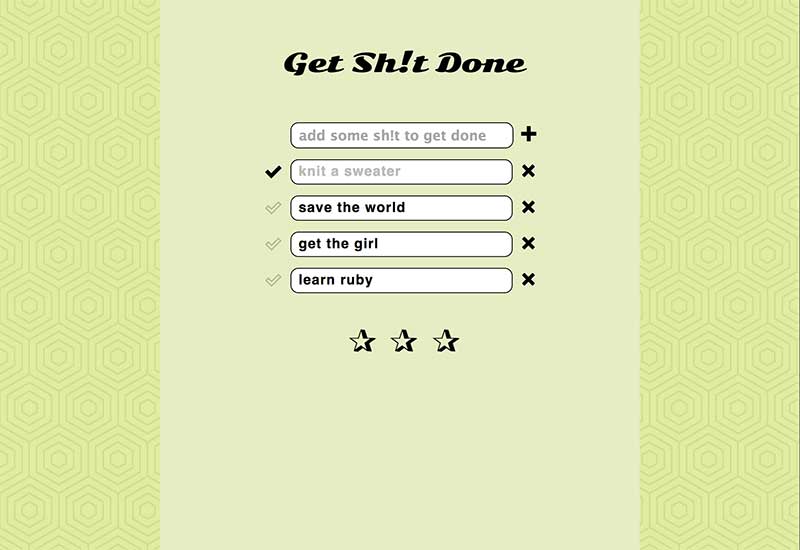 Get Sh!t Done
add some sh!t to get done
knit a sweater
save the world
get the girl
learn ruby